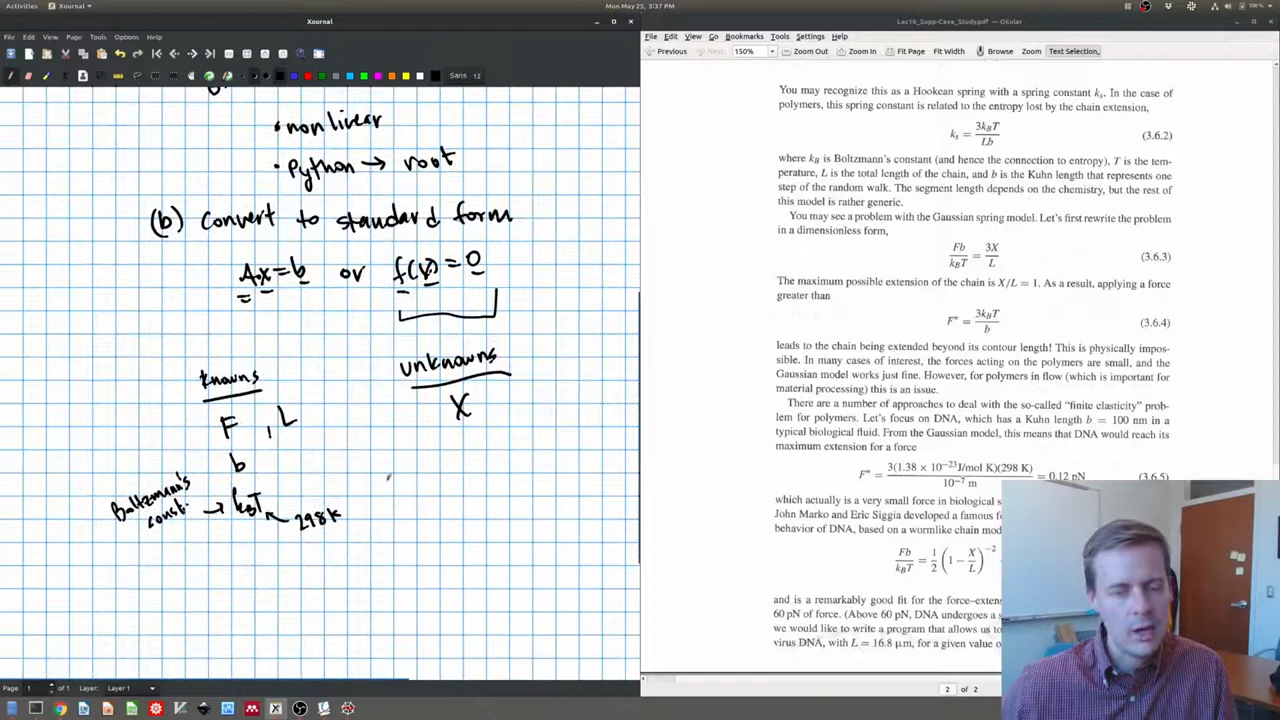 Activities
Xournal
Mon May 25, 3:37 PM
100 %
Xournal
File Edit View Page Tools Options Help
Sans 12
• nonlinear
• Python → root
(b) Convert to standard form
A·x = b or f(x) = 0
unknowns
X
knowns
F , L
b
Boltzmann's const. → kBT ← 298K
Page 1 of 1 Layer: Layer 1
Lec16_Supp-Case_Study.pdf — Okular
File Edit View Go Bookmarks Tools Settings Help
Previous Next 150% Zoom Out Zoom In Fit Page Fit Width Browse Zoom Text Selection
You may recognize this as a Hookean spring with a spring constant ks. In the case of
polymers, this spring constant is related to the entropy lost by the chain extension,
ks = 3kBT / Lb (3.6.2)
where kB is Boltzmann's constant (and hence the connection to entropy), T is the tem-
perature, L is the total length of the chain, and b is the Kuhn length that represents one
step of the random walk. The segment length depends on the chemistry, but the rest of
this model is rather generic.
You may see a problem with the Gaussian spring model. Let's first rewrite the problem
in a dimensionless form,
Fb / kBT = 3X / L (3.6.3)
The maximum possible extension of the chain is X/L = 1. As a result, applying a force
greater than
F* = 3kBT / b (3.6.4)
leads to the chain being extended beyond its contour length! This is physically impos-
sible. In many cases of interest, the forces acting on the polymers are small, and the
Gaussian model works just fine. However, for polymers in flow (which is important for
material processing) this is an issue.
There are a number of approaches to deal with the so-called "finite elasticity" prob-
lem for polymers. Let's focus on DNA, which has a Kuhn length b = 100 nm in a
typical biological fluid. From the Gaussian model, this means that DNA would reach its
maximum extension for a force
F* = 3(1.38 × 10⁻²³ J/mol K)(298 K) / 10⁻⁷ m = 0.12 pN (3.6.5)
which actually is a very small force in biological s
John Marko and Eric Siggia developed a famous f
behavior of DNA, based on a wormlike chain mod
Fb / kBT = 1/2 (1 − X/L)⁻²
and is a remarkably good fit for the force–exten
60 pN of force. (Above 60 pN, DNA undergoes a s
we would like to write a program that allows us to
virus DNA, with L = 16.8 μm, for a given value o
2 of 2